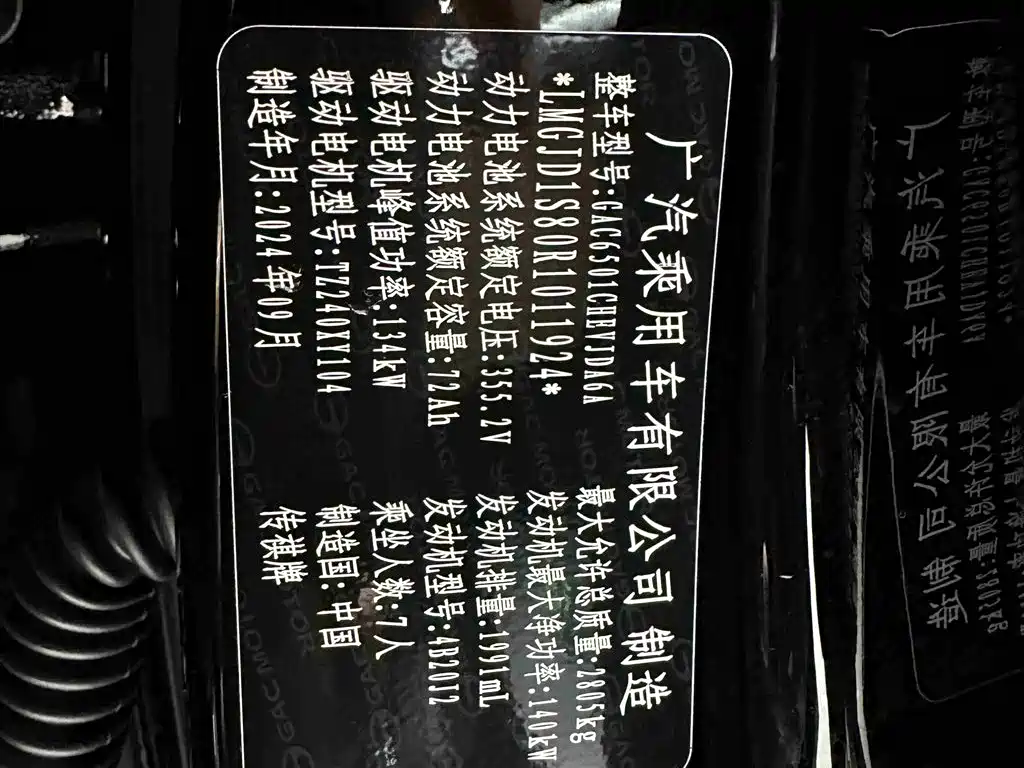 广汽乘用车有限公司 制造
整车型号:GAC6501CHEVJDA6A 最大允许总质量:2805kg
*LMGJD1S80R1011924* 发动机最大净功率:140kW
动力电池系统额定电压:355.2V 发动机排量:1991mL
动力电池系统额定容量:72Ah 发动机型号:4B20J2
驱动电机峰值功率:134kW 乘坐人数:7人
驱动电机型号:TZ240XY104 制造国:中国
制造年月:2024年09月 传祺牌